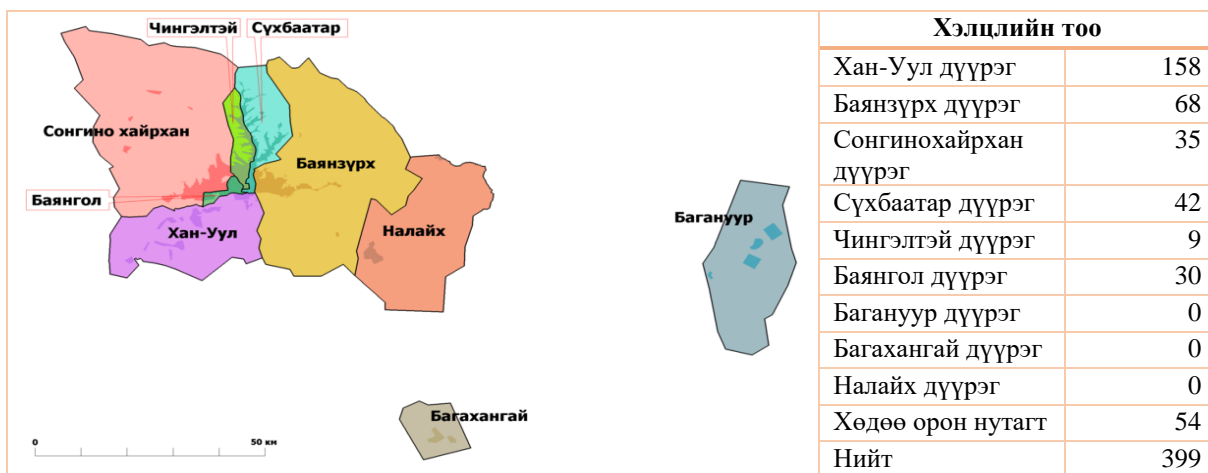 Чингэлтэй
Сүхбаатар
Сонгино хайрхан
Баянзүрх
Баянгол
Хан-Уул
Налайх
Багануур
Багахангай
0
50 км
Хэлцлийн тоо
Хан-Уул дүүрэг 158
Баянзүрх дүүрэг 68
Сонгинохайрхан 35
дүүрэг
Сүхбаатар дүүрэг 42
Чингэлтэй дүүрэг 9
Баянгол дүүрэг 30
Багануур дүүрэг 0
Багахангай дүүрэг 0
Налайх дүүрэг 0
Хөдөө орон нутагт 54
Нийт 399